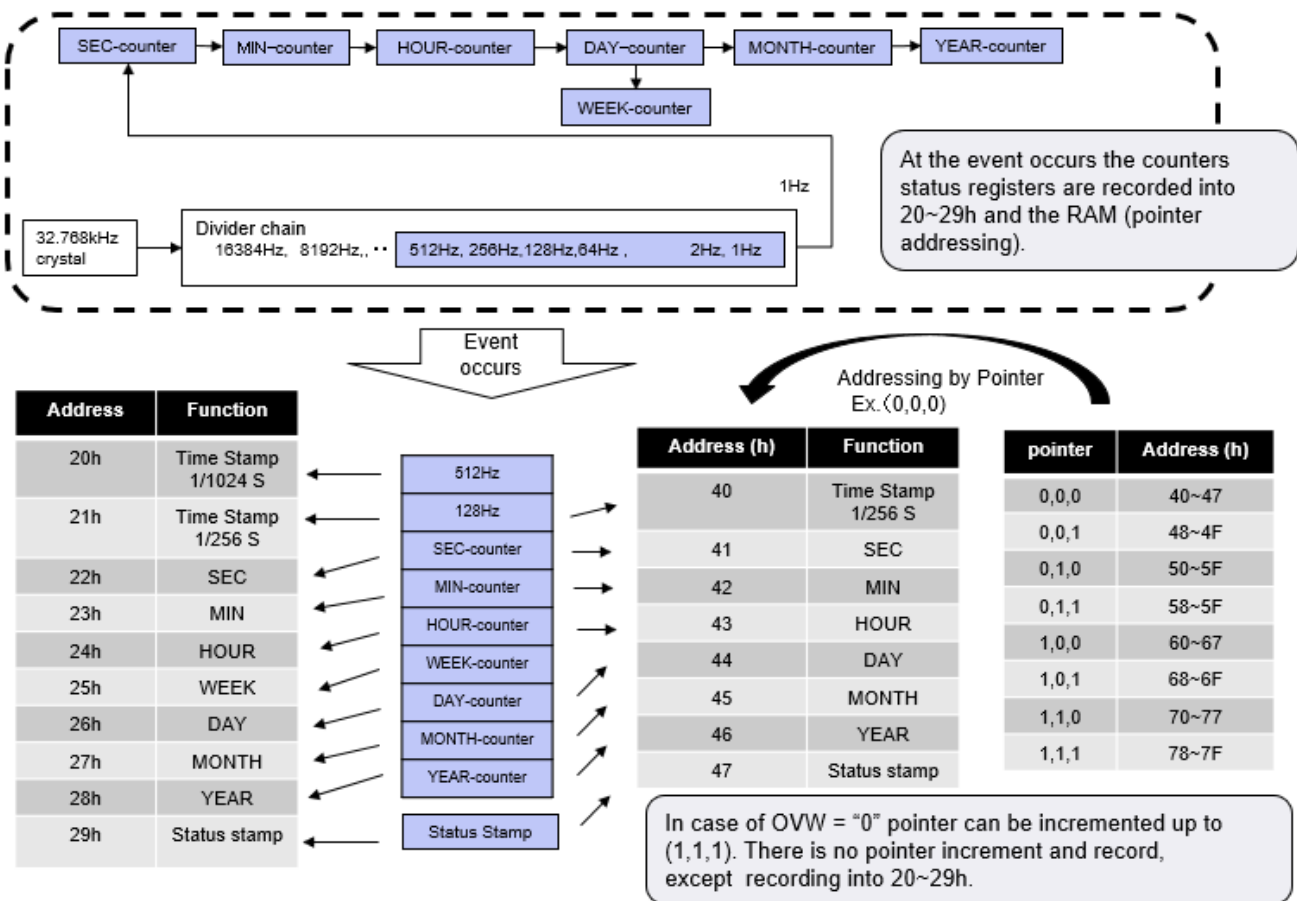 SEC-counter
MIN-counter
HOUR-counter
DAY-counter
MONTH-counter
YEAR-counter
WEEK-counter
At the event occurs the counters
status registers are recorded into
20~29h and the RAM (pointer
addressing).
1Hz
32.768kHz
crystal
Divider chain
16384Hz, 8192Hz,, ··
512Hz, 256Hz,128Hz,64Hz , 2Hz, 1Hz
Event
occurs
Addressing by Pointer
Ex.(0,0,0)
Address Function
20h Time Stamp
1/1024 S
21h Time Stamp
1/256 S
22h SEC
23h MIN
24h HOUR
25h WEEK
26h DAY
27h MONTH
28h YEAR
29h Status stamp
512Hz
128Hz
SEC-counter
MIN-counter
HOUR-counter
WEEK-counter
DAY-counter
MONTH-counter
YEAR-counter
Status Stamp
Address (h) Function
40 Time Stamp
1/256 S
41 SEC
42 MIN
43 HOUR
44 DAY
45 MONTH
46 YEAR
47 Status stamp
pointer Address (h)
0,0,0 40~47
0,0,1 48~4F
0,1,0 50~5F
0,1,1 58~5F
1,0,0 60~67
1,0,1 68~6F
1,1,0 70~77
1,1,1 78~7F
In case of OVW = “0” pointer can be incremented up to
(1,1,1). There is no pointer increment and record,
except recording into 20~29h.